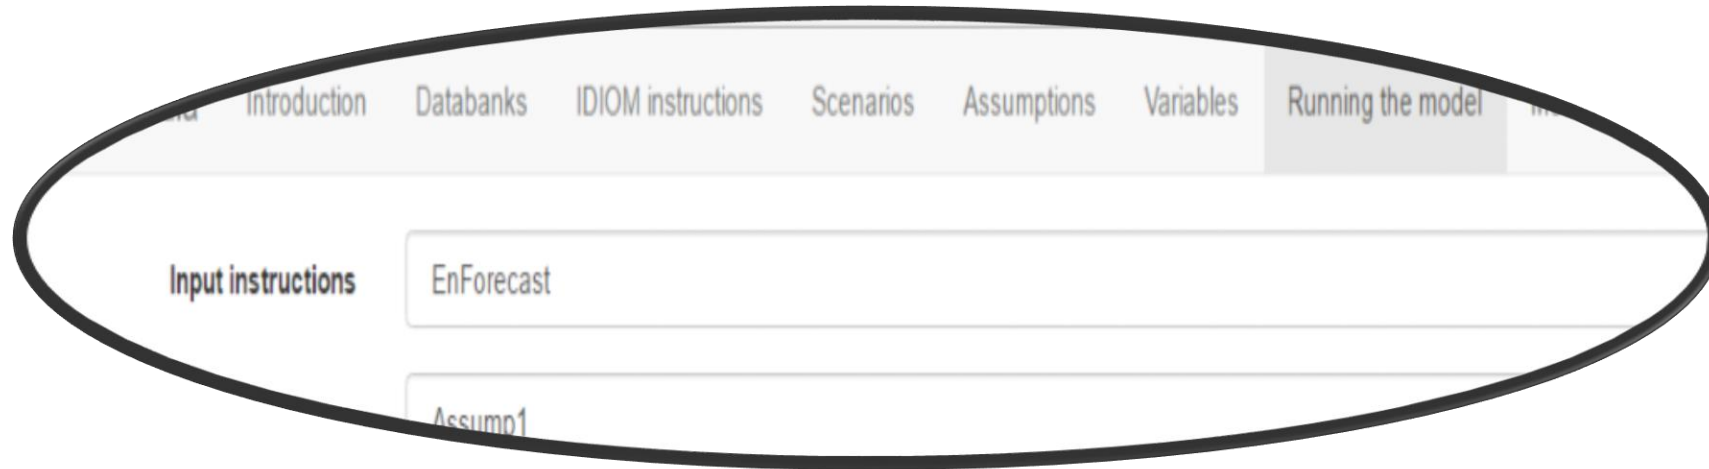 Introduction Databanks IDIOM instructions Scenarios Assumptions Variables Running the model
Input instructions EnForecast
Assump1